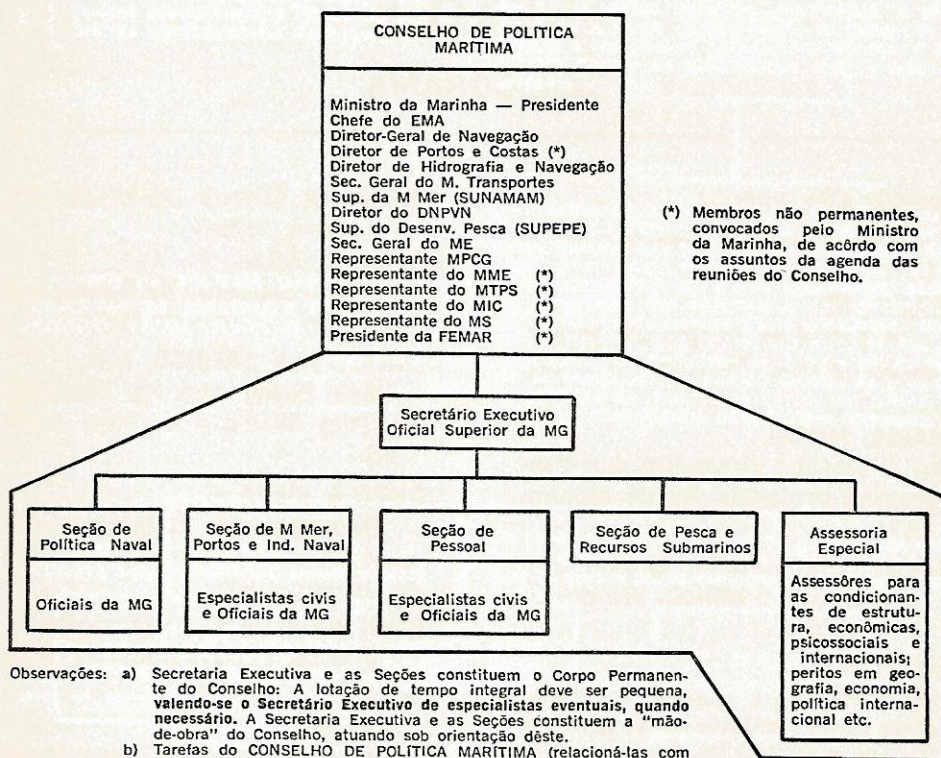 CONSELHO DE POLÍTICA
MARÍTIMA
Ministro da Marinha — Presidente
Chefe do EMA
Diretor-Geral de Navegação
Diretor de Portos e Costas (*)
Diretor de Hidrografia e Navegação
Sec. Geral do M. Transportes
Sup. da M Mer (SUNAMAM)
Diretor do DNPVN
Sup. do Desenv. Pesca (SUPEPE)
Sec. Geral do ME
Representante MPCG
Representante do MME (*)
Representante do MTPS (*)
Representante do MIC (*)
Representante do MS (*)
Presidente da FEMAR (*)
(*) Membros não permanentes,
convocados pelo Ministro
da Marinha, de acôrdo com
os assuntos da agenda das
reuniões do Conselho.
Secretário Executivo
Oficial Superior da MG
Seção de
Política Naval
Oficiais da MG
Seção de M Mer,
Portos e Ind. Naval
Especialistas civis
e Oficiais da MG
Seção de
Pessoal
Especialistas civis
e Oficiais da MG
Seção de Pesca e
Recursos Submarinos
Assessoria
Especial
Assessôres para
as condicionan-
tes de estrutu-
ra, econômicas,
psicossociais e
internacionais;
peritos em geo-
grafia, economia,
política interna-
cional etc.
Observações: a) Secretaria Executiva e as Seções constituem o Corpo Permanen-
te do Conselho: A lotação de tempo integral deve ser pequena,
valendo-se o Secretário Executivo de especialistas eventuais, quando
necessário. A Secretaria Executiva e as Seções constituem a "mão-
de-obra" do Conselho, atuando sob orientação dêste.
b) Tarefas do CONSELHO DE POLÍTICA MARÍTIMA (relacioná-las com